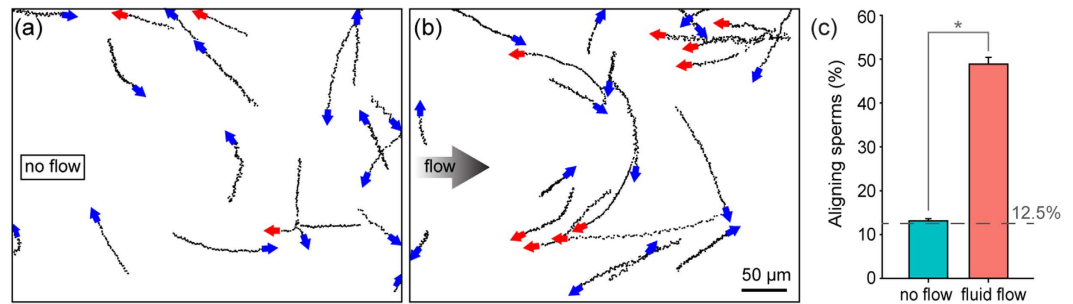 (a)
no flow
(b)
flow
50 µm
(c)
Aligning sperms (%)
60
50
40
30
20
10
0
*
12.5%
no flow
fluid flow